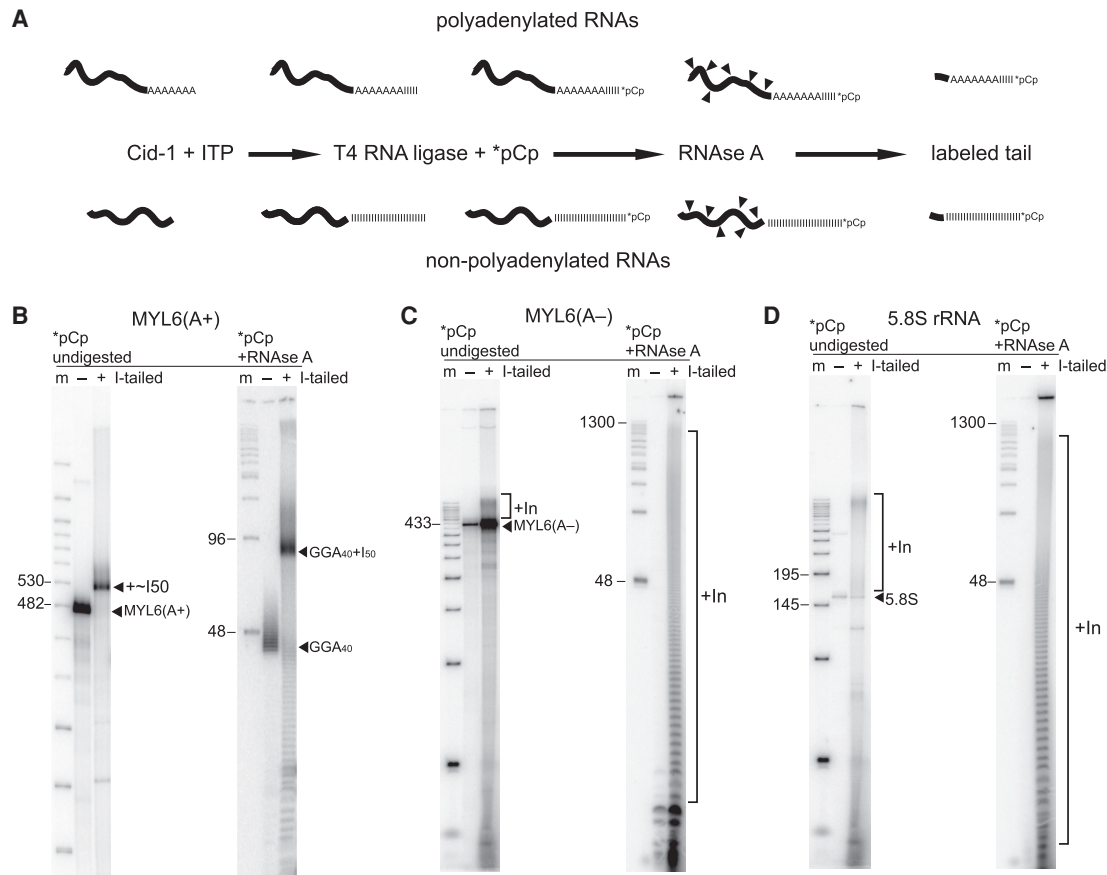 A
polyadenylated RNAs
AAAAAAA
AAAAAAAIIIII
AAAAAAAIIIII*pCp
AAAAAAAIIIII*pCp
AAAAAAAIIIII*pCp
Cid-1 + ITP
T4 RNA ligase + *pCp
RNAse A
labeled tail
*pCp
*pCp
*pCp
non-polyadenylated RNAs
B
MYL6(A+)
*pCp
undigested
*pCp
+RNAse A
m – + I-tailed
m – + I-tailed
530
482
+~I50
MYL6(A+)
96
48
GGA40+I50
GGA40
C
MYL6(A–)
*pCp
undigested
*pCp
+RNAse A
m – + I-tailed
m – + I-tailed
433
+In
MYL6(A–)
1300
48
+In
D
5.8S rRNA
*pCp
undigested
*pCp
+RNAse A
m – + I-tailed
m – + I-tailed
195
145
+In
5.8S
1300
48
+In